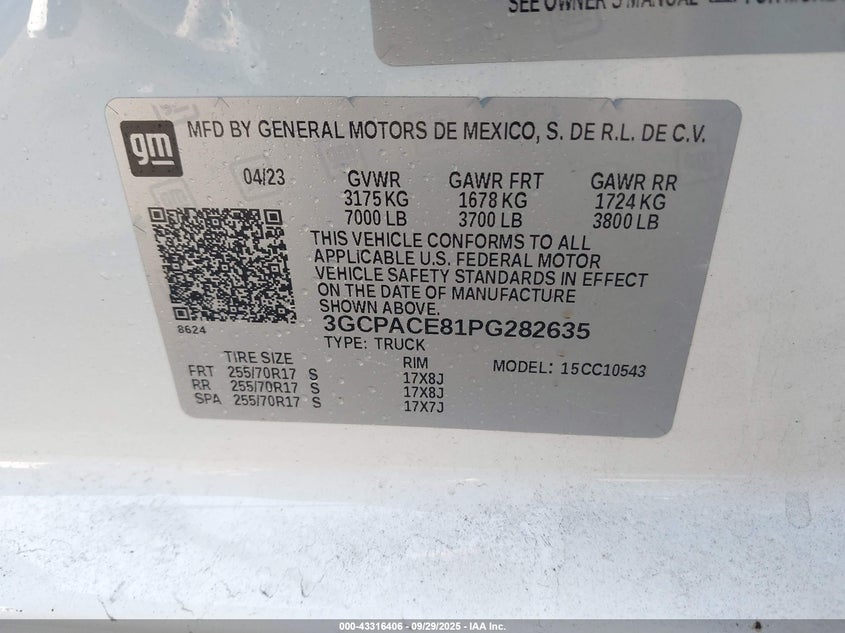 SEE OWNER'S MANUAL FOR MORE
gm
MFD BY GENERAL MOTORS DE MEXICO, S. DE R.L. DE C.V.
04/23 GVWR GAWR FRT GAWR RR
3175 KG 1678 KG 1724 KG
7000 LB 3700 LB 3800 LB
THIS VEHICLE CONFORMS TO ALL
APPLICABLE U.S. FEDERAL MOTOR
VEHICLE SAFETY STANDARDS IN EFFECT
ON THE DATE OF MANUFACTURE
SHOWN ABOVE.
8624
3GCPACE81PG282635
TYPE: TRUCK
TIRE SIZE RIM MODEL: 15CC10543
FRT 255/70R17 S 17X8J
RR 255/70R17 S 17X8J
SPA 255/70R17 S 17X7J
000-43316406 - 09/29/2025 - IAA Inc.